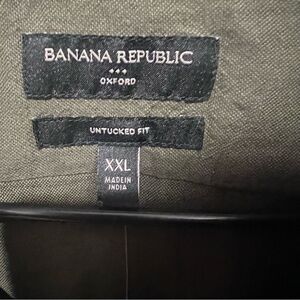 BANANA REPUBLIC
OXFORD
UNTUCKED FIT
XXL
MADE IN
INDIA